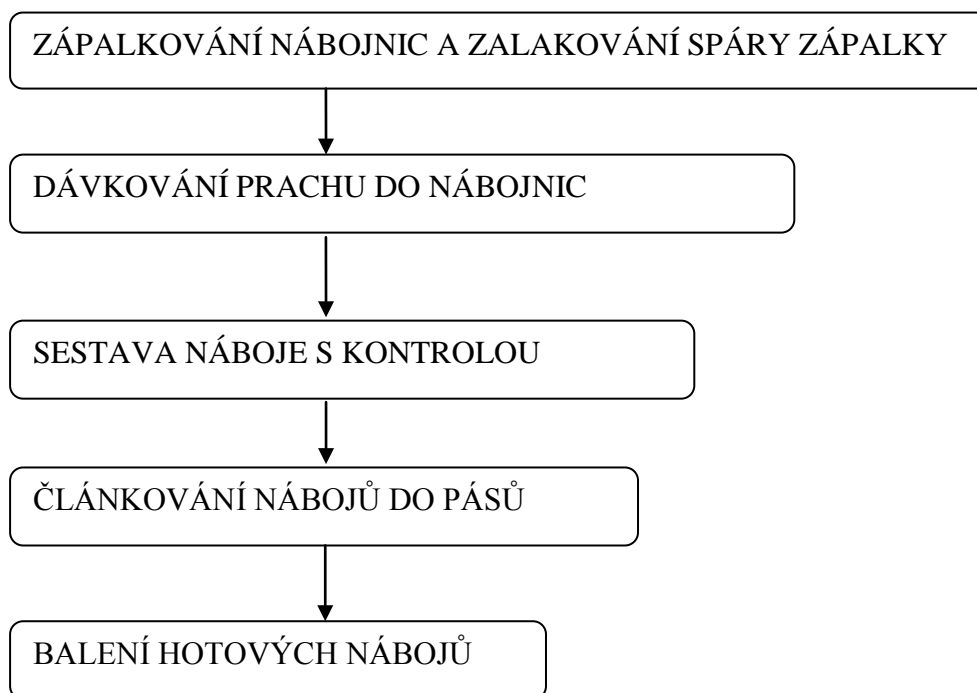 ZÁPALKOVÁNÍ NÁBOJNIC A ZALAKOVÁNÍ SPÁRY ZÁPALKY
DÁVKOVÁNÍ PRACHU DO NÁBOJNIC
SESTAVA NÁBOJE S KONTROLOU
ČLÁNKOVÁNÍ NÁBOJŮ DO PÁSŮ
BALENÍ HOTOVÝCH NÁBOJŮ